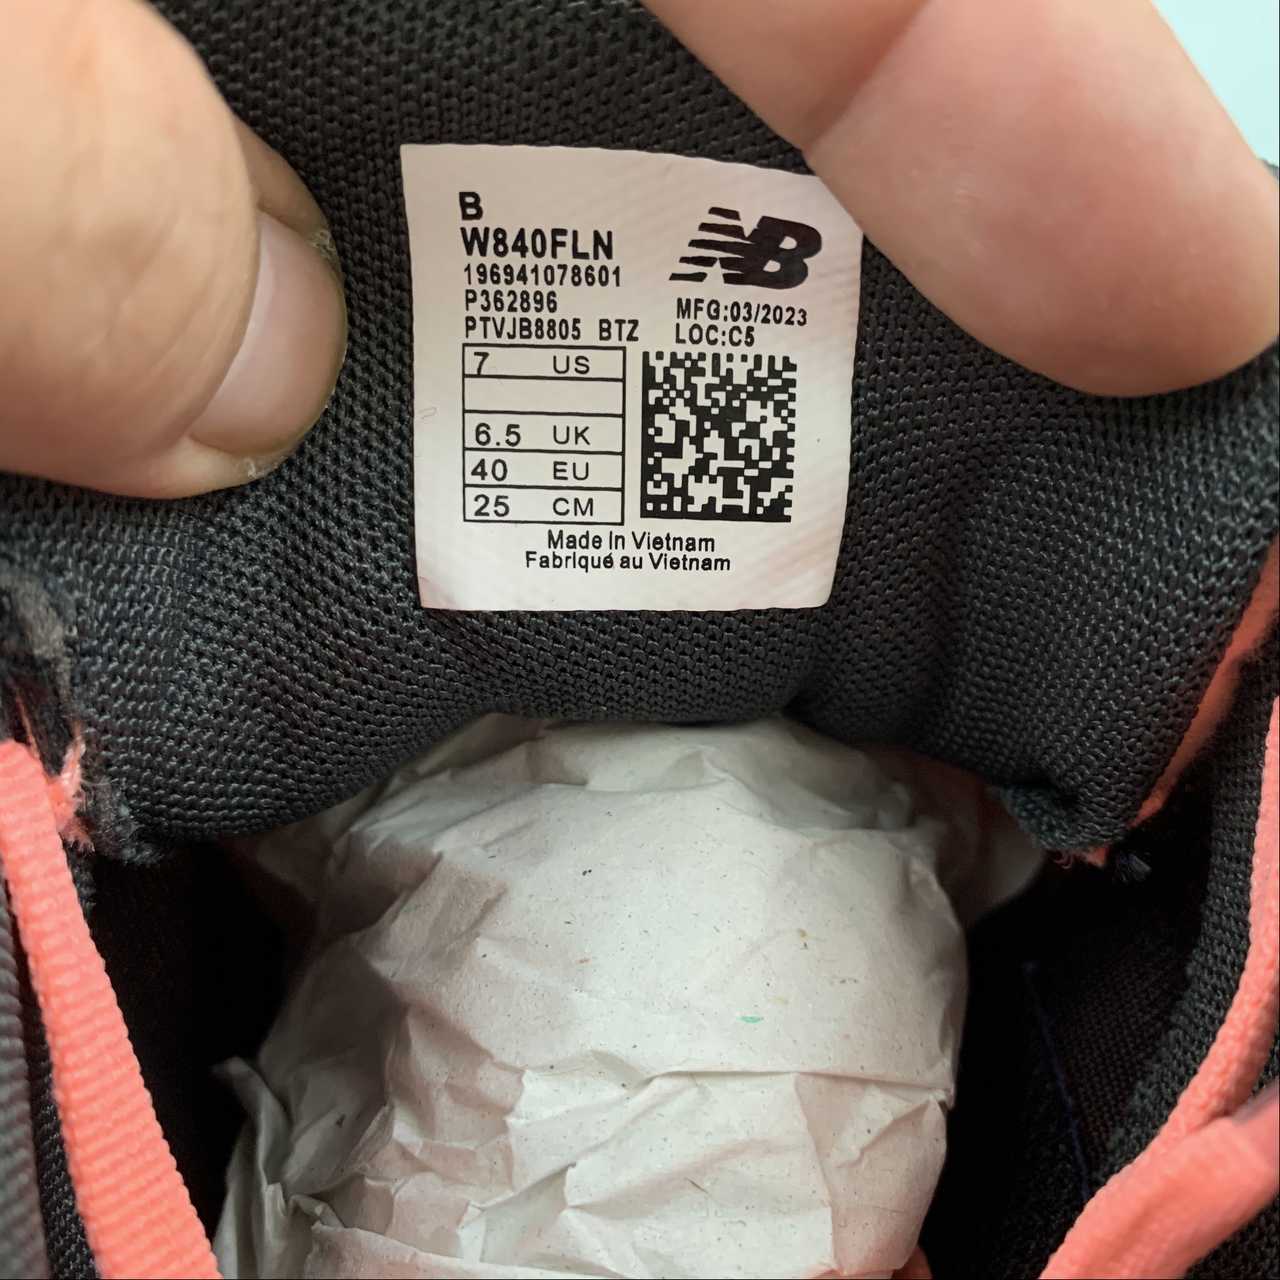 B
W840FLN
196941078601
P362896
PTVJB8805 BTZ
NB
MFG:03/2023
LOC:C5
7 US
6.5 UK
40 EU
25 CM
Made In Vietnam
Fabriqué au Vietnam